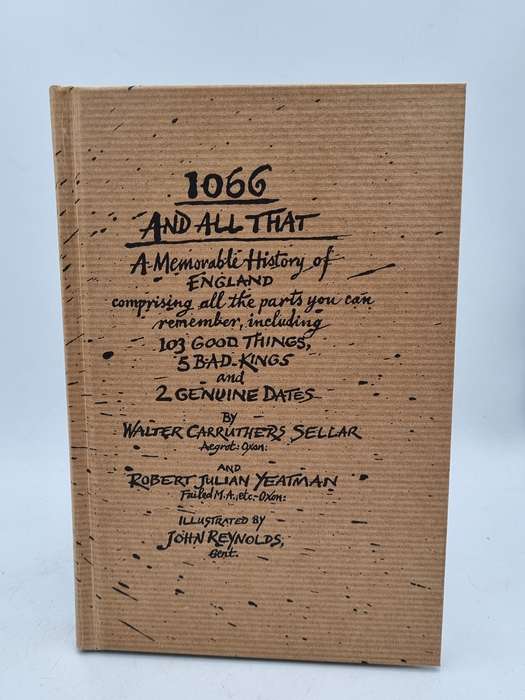 1066
AND ALL THAT
A Memorable History of
ENGLAND
comprising all the parts you can
remember, including
103 GOOD THINGS,
5 BAD KINGS
and
2 GENUINE DATES
BY
WALTER CARRUTHERS SELLAR
Aegrot: Oxon:
AND
ROBERT JULIAN YEATMAN
Failed M.A., etc. Oxon:
ILLUSTRATED BY
JOHN REYNOLDS,
Gent.